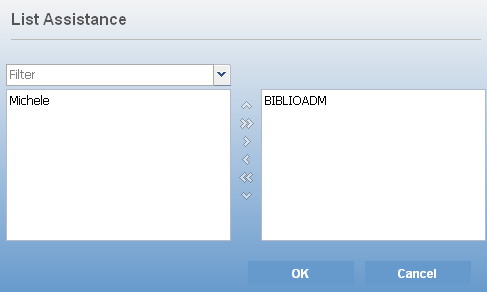 List Assistance
Filter
Michele
BIBLIOADM
OK
Cancel